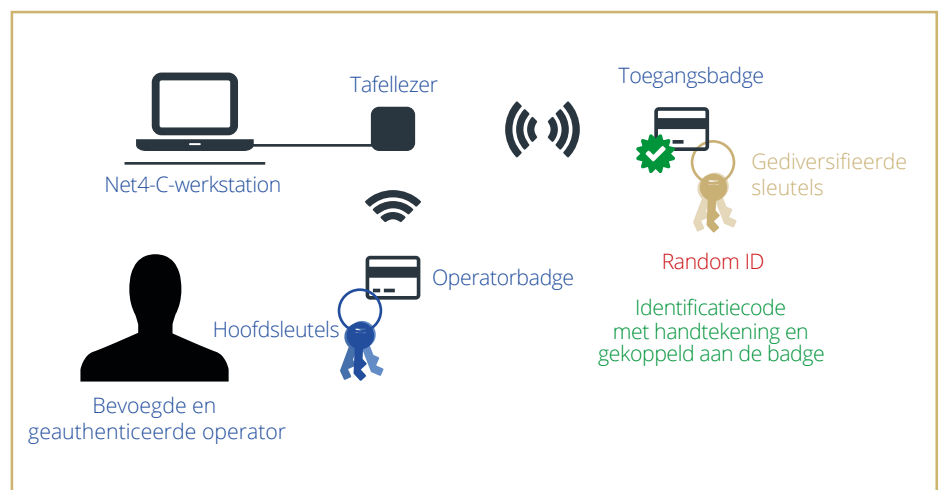 Tafellezer
Toegangsbadge
Net4-C-werkstation
Gediversifieerde
sleutels
Operatorbadge
Random ID
Hoofdsleutels
Identificatiecode
met handtekening en
gekoppeld aan de badge
Bevoegde en
geauthenticeerde operator